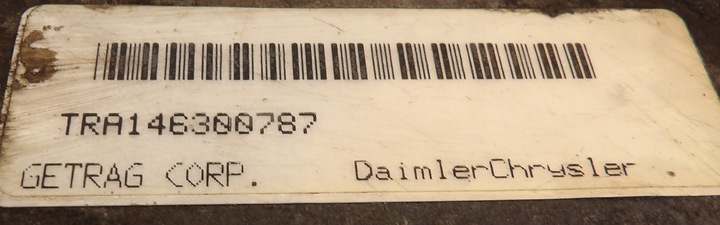 TRA146300787
GETRAG CORP. DaimlerChrysler